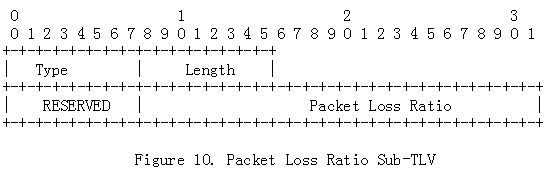 0                   1                   2                   3
0 1 2 3 4 5 6 7 8 9 0 1 2 3 4 5 6 7 8 9 0 1 2 3 4 5 6 7 8 9 0 1
+-+-+-+-+-+-+-+-+-+-+-+-+-+-+-+-+
|   Type        |     Length    |
+-+-+-+-+-+-+-+-+-+-+-+-+-+-+-+-+-+-+-+-+-+-+-+-+-+-+-+-+-+-+-+-+
|    RESERVED   |                    Packet Loss Ratio          |
+-+-+-+-+-+-+-+-+-+-+-+-+-+-+-+-+-+-+-+-+-+-+-+-+-+-+-+-+-+-+-+-+
Figure 10. Packet Loss Ratio Sub-TLV